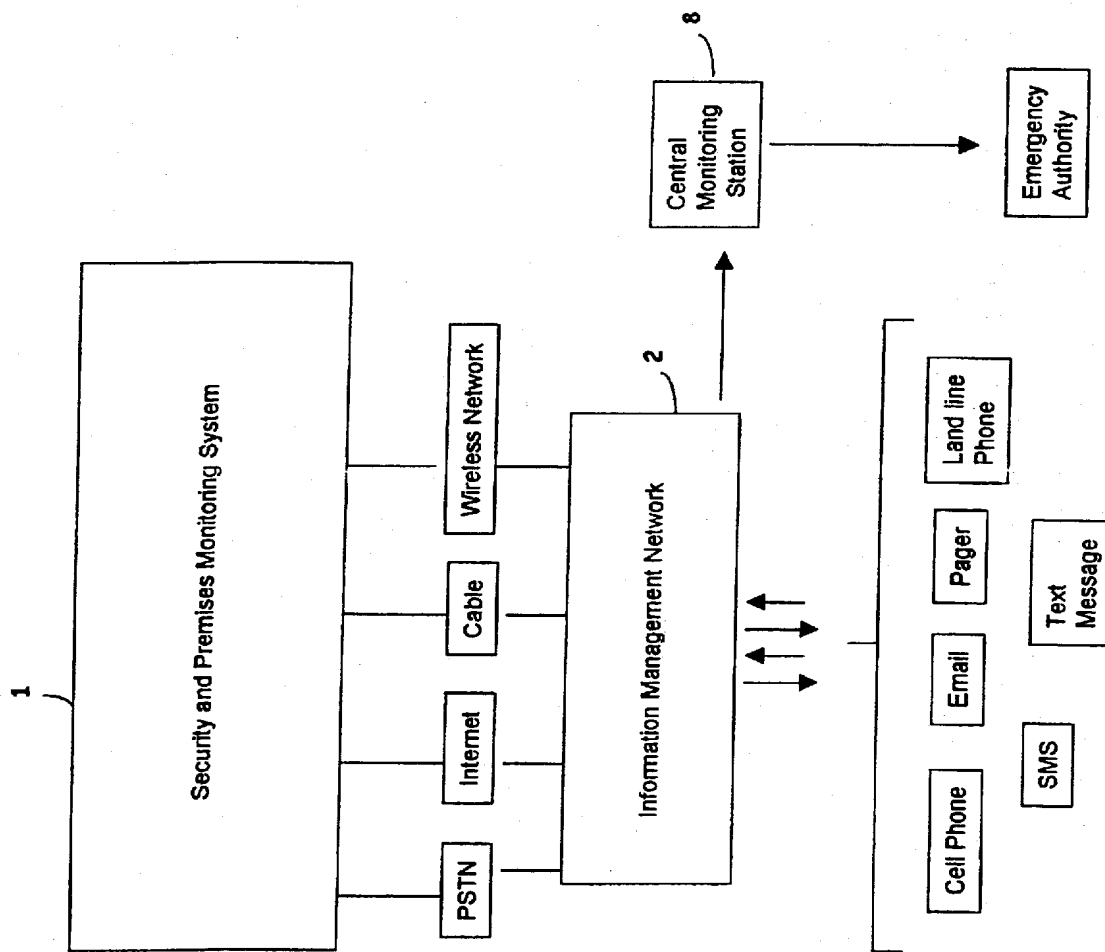 1
Security and Premises Monitoring System
PSTN
Internet
Cable
Wireless Network
Information Management Network
2
Central
Monitoring
Station
8
Emergency
Authority
Cell Phone
Email
Pager
Land line
Phone
SMS
Text
Message